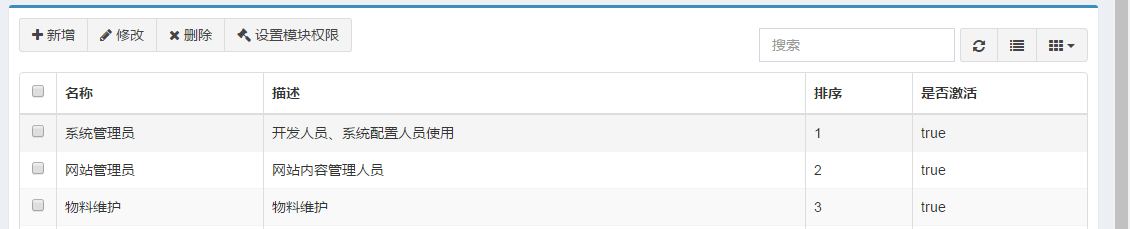 新增 修改 删除 设置模块权限
搜索
名称 描述 排序 是否激活
系统管理员 开发人员、系统配置人员使用 1 true
网站管理员 网站内容管理人员 2 true
物料维护 物料维护 3 true